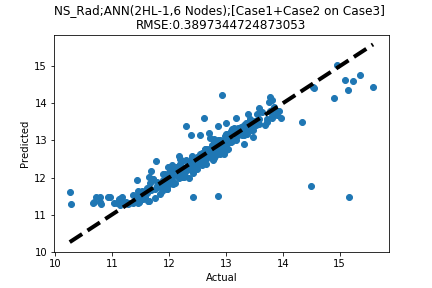 NS_Rad;ANN(2HL-1,6 Nodes);[Case1+Case2 on Case3]
RMSE:0.3897344724873053
15
14
13
12
11
10
Predicted
10 11 12 13 14 15
Actual